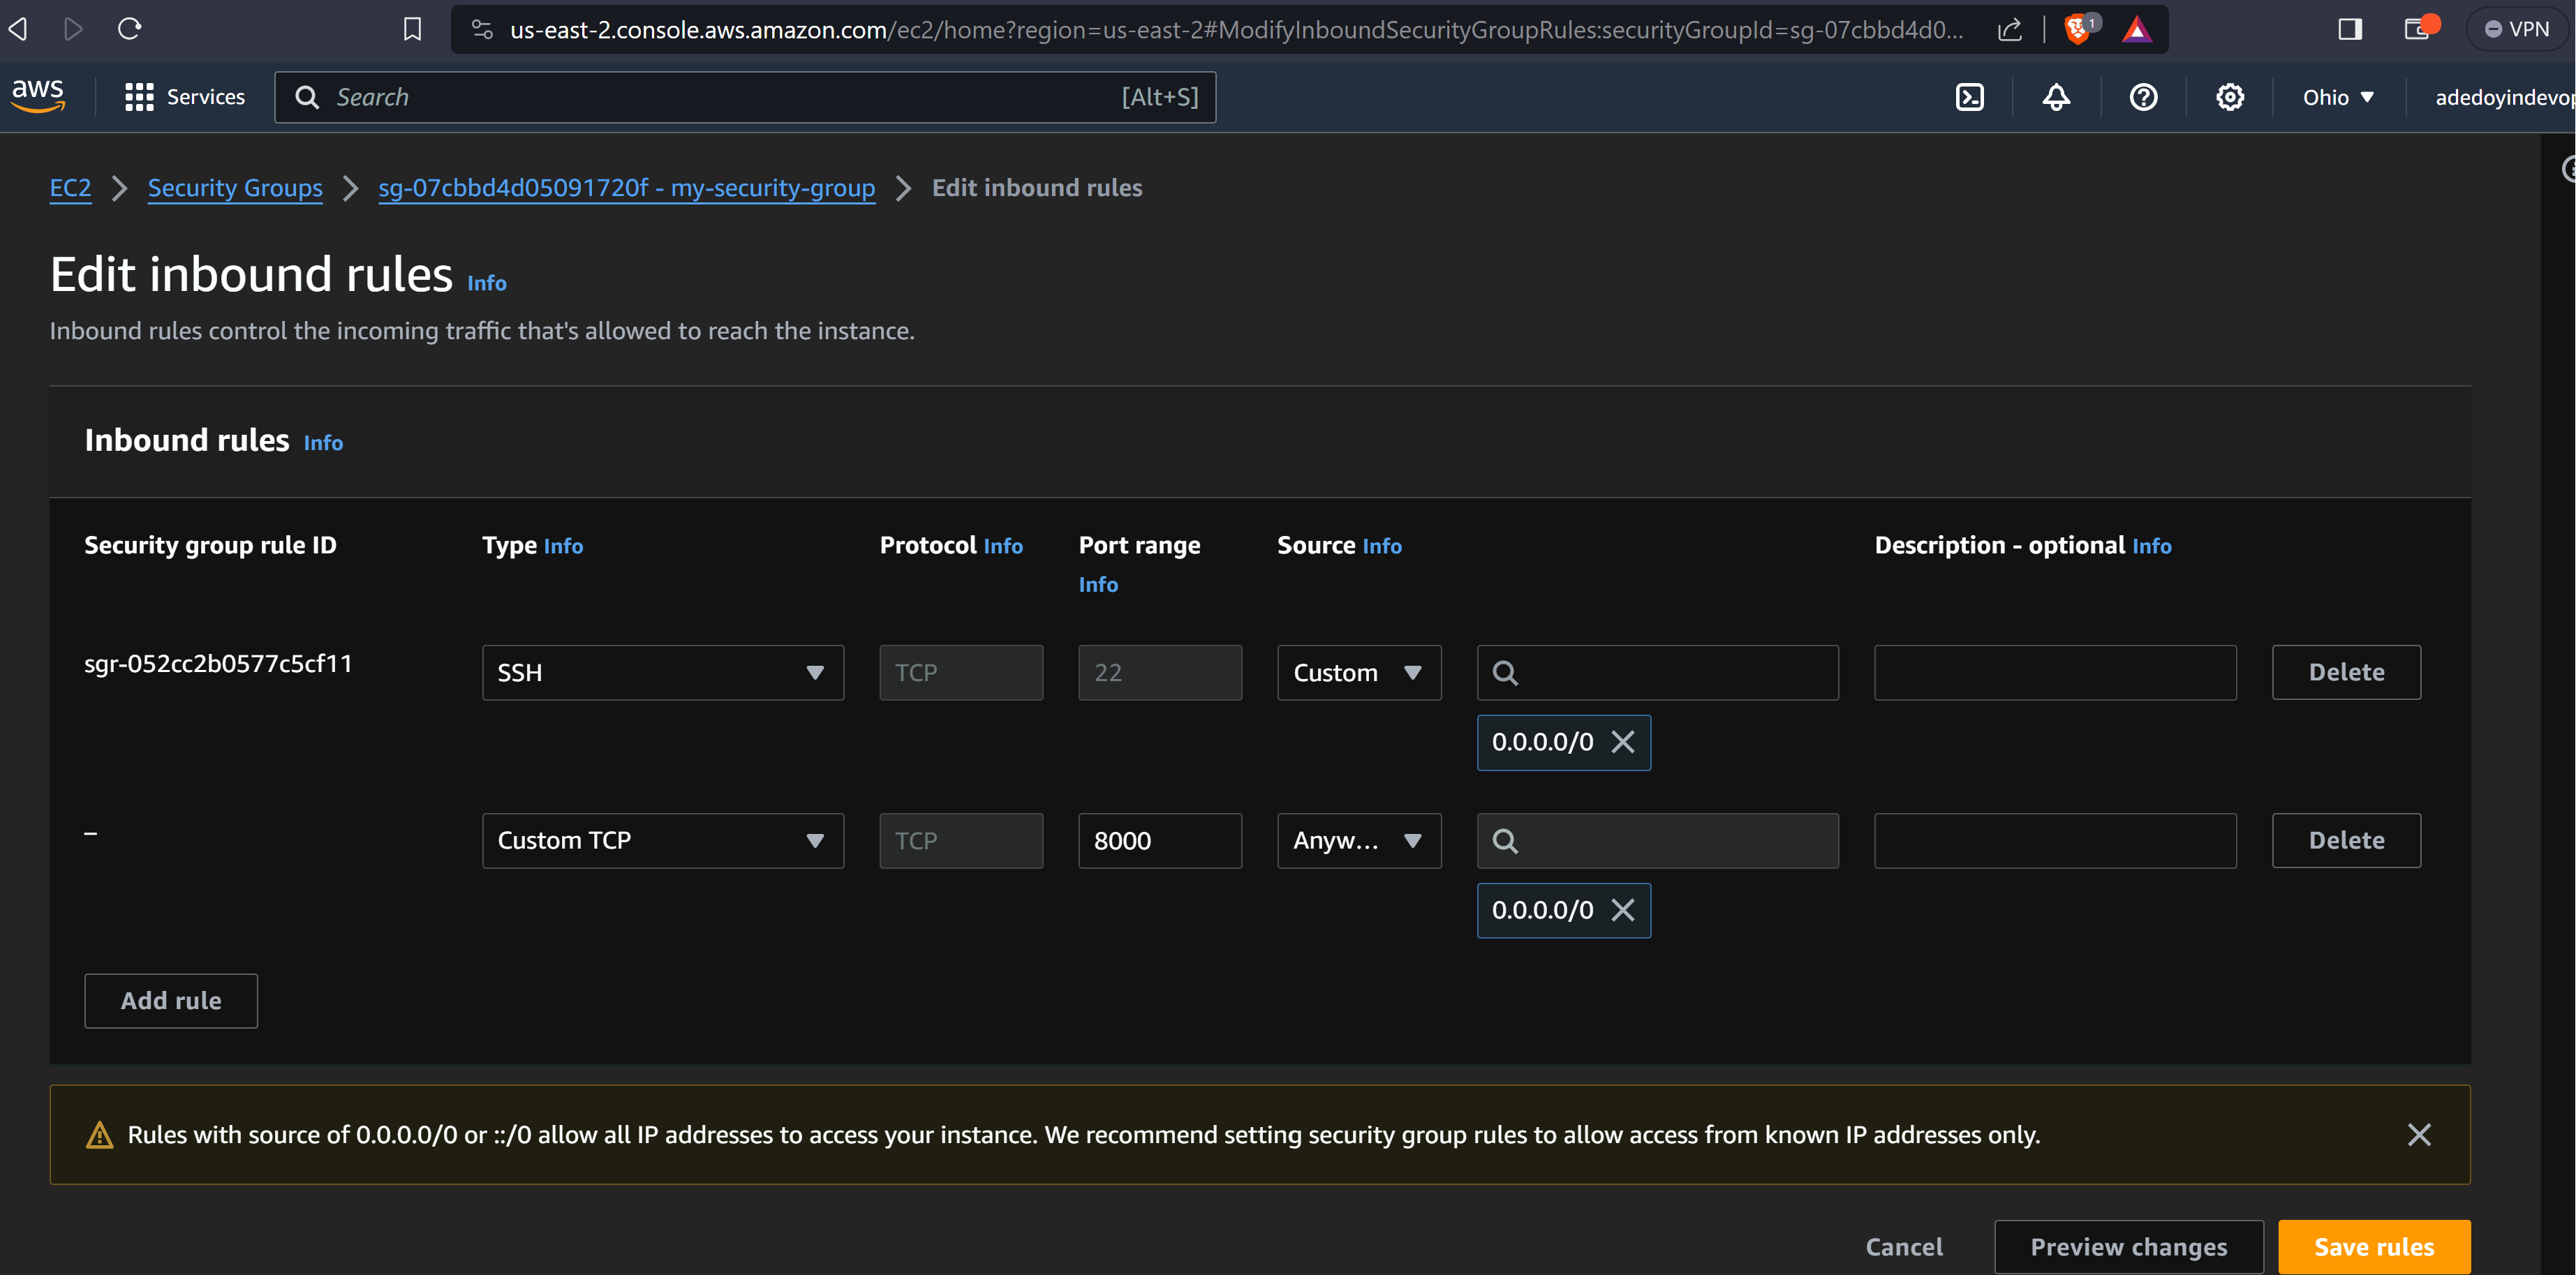 us-east-2.console.aws.amazon.com/ec2/home?region=us-east-2#ModifyInboundSecurityGroupRules:securityGroupId=sg-07cbbd4d0...
1
VPN
aws
Services
Search
[Alt+S]
Ohio
adedoyindevop
EC2
Security Groups
sg-07cbbd4d05091720f - my-security-group
Edit inbound rules
Edit inbound rules Info
Inbound rules control the incoming traffic that's allowed to reach the instance.
Inbound rules Info
Security group rule ID
Type Info
Protocol Info
Port range
Info
Source Info
Description - optional Info
sgr-052cc2b0577c5cf11
SSH
TCP
22
Custom
0.0.0.0/0
Delete
–
Custom TCP
TCP
8000
Anyw...
0.0.0.0/0
Delete
Add rule
Rules with source of 0.0.0.0/0 or ::/0 allow all IP addresses to access your instance. We recommend setting security group rules to allow access from known IP addresses only.
Cancel
Preview changes
Save rules